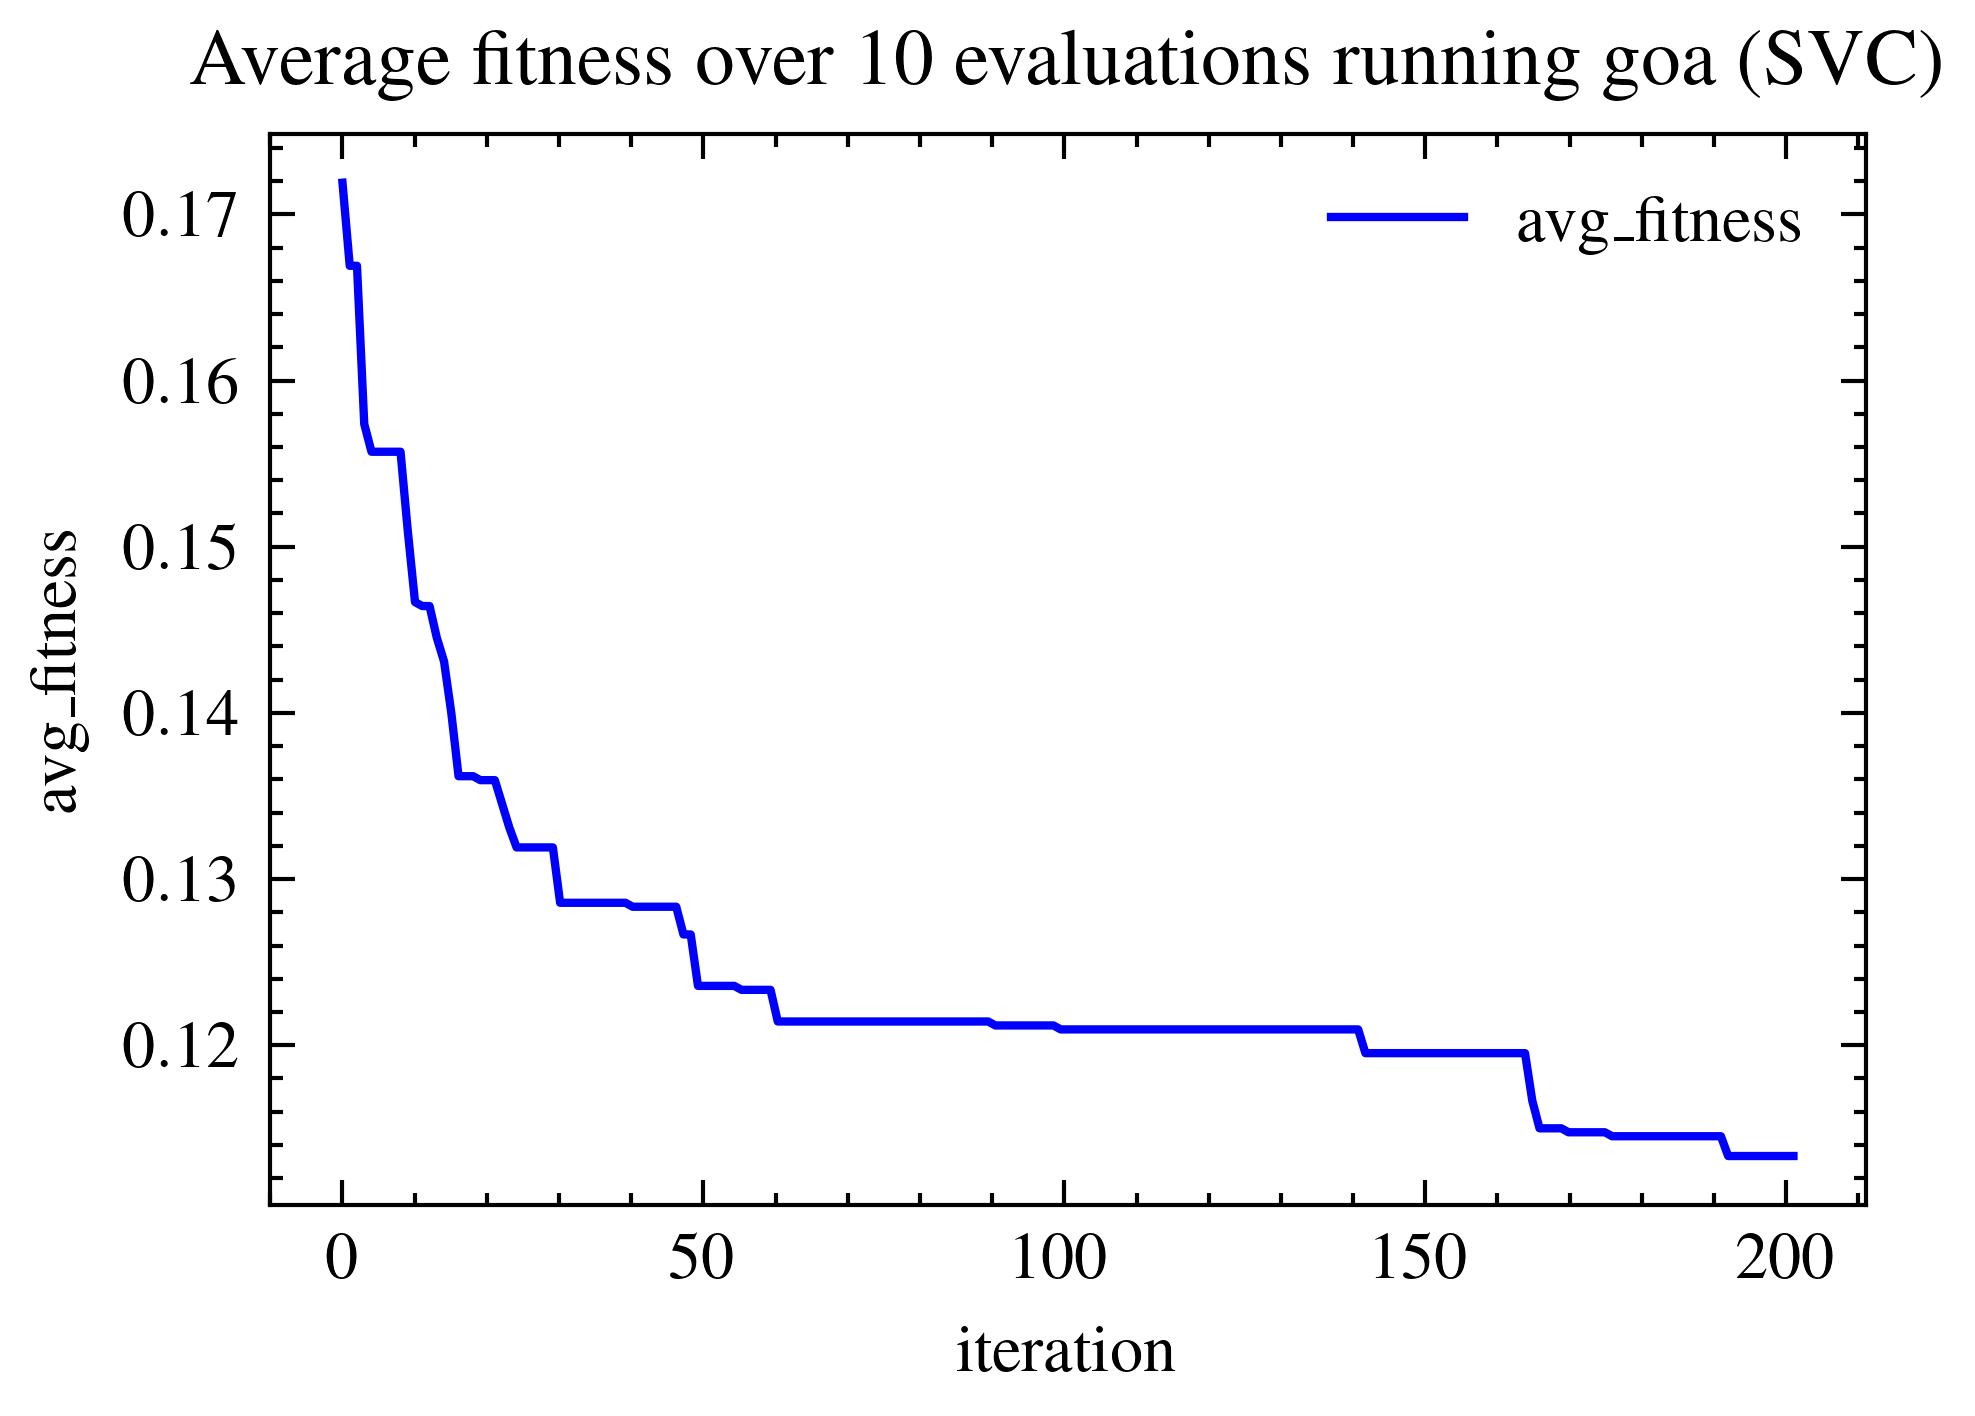 Average fitness over 10 evaluations running goa (SVC)
avg_fitness
0.17
0.16
0.15
0.14
0.13
0.12
avg_fitness
0 50 100 150 200
iteration